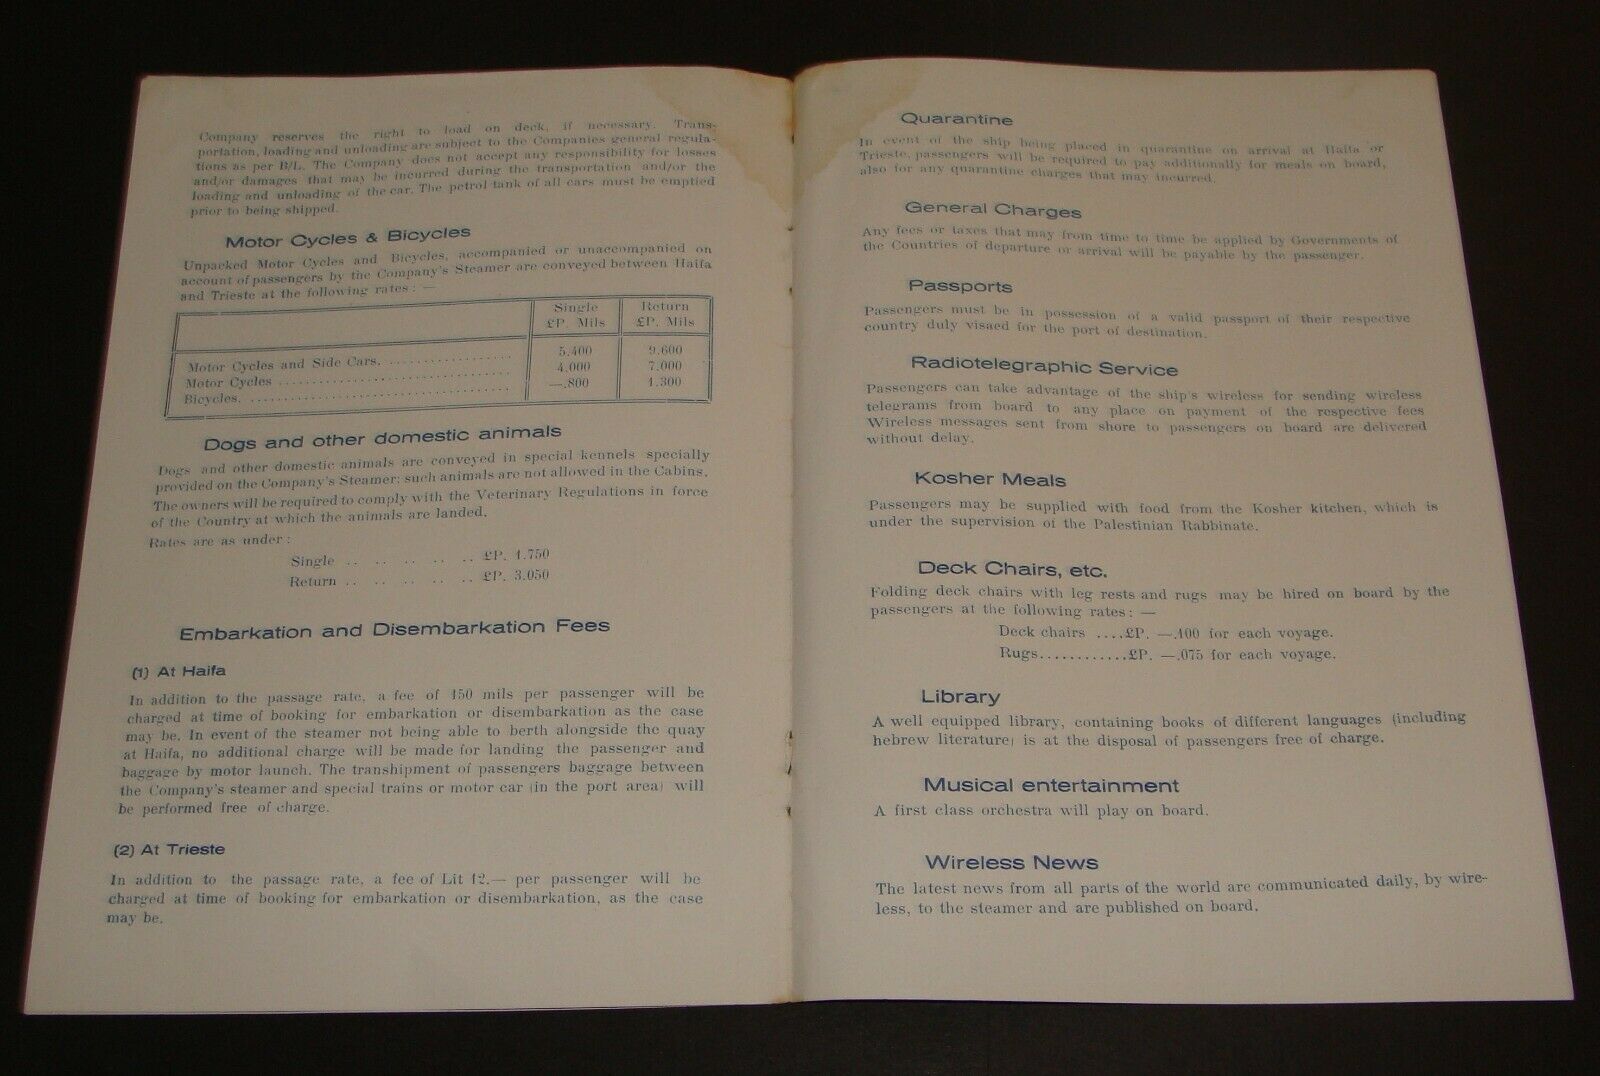 Company reserves the right to load on deck, if necessary. Trans-
portation, loading and unloading are subject to the Companies general regula-
tions as per B/L. The Company does not accept any responsibility for losses
and/or damages that may be incurred during the transportation and/or the
loading and unloading of the car. The petrol tank of all cars must be emptied
prior to being shipped.
Motor Cycles & Bicycles
Unpacked Motor Cycles and Bicycles, accompanied or unaccompanied on
account of passengers by the Company's Steamer are conveyed between Haifa
and Trieste at the following rates: —
Single Return
£P. Mils £P. Mils
Motor Cycles and Side Cars. .................. 5.400 9.600
Motor Cycles .................................. 4.000 7.000
Bicycles. ...................................... —.800 1.300
Dogs and other domestic animals
Dogs and other domestic animals are conveyed in special kennels specially
provided on the Company's Steamer; such animals are not allowed in the Cabins.
The owners will be required to comply with the Veterinary Regulations in force
of the Country at which the animals are landed.
Rates are as under:
Single .. .. .. .. .. .. £P. 1.750
Return .. .. .. .. .. .. £P. 3.050
Embarkation and Disembarkation Fees
(1) At Haifa
In addition to the passage rate, a fee of 150 mils per passenger will be
charged at time of booking for embarkation or disembarkation as the case
may be. In event of the steamer not being able to berth alongside the quay
at Haifa, no additional charge will be made for landing the passenger and
baggage by motor launch. The transhipment of passengers baggage between
the Company's steamer and special trains or motor car (in the port area) will
be performed free of charge.
(2) At Trieste
In addition to the passage rate, a fee of Lit 12.— per passenger will be
charged at time of booking for embarkation or disembarkation, as the case
may be.
Quarantine
In event of the ship being placed in quarantine on arrival at Haifa or
Trieste, passengers will be required to pay additionally for meals on board,
also for any quarantine charges that may incurred.
General Charges
Any fees or taxes that may from time to time be applied by Governments of
the Countries of departure or arrival will be payable by the passenger.
Passports
Passengers must be in possession of a valid passport of their respective
country duly visaed for the port of destination.
Radiotelegraphic Service
Passengers can take advantage of the ship's wireless for sending wireless
telegrams from board to any place on payment of the respective fees
Wireless messages sent from shore to passengers on board are delivered
without delay.
Kosher Meals
Passengers may be supplied with food from the Kosher kitchen, which is
under the supervision of the Palestinian Rabbinate.
Deck Chairs, etc.
Folding deck chairs with leg rests and rugs may be hired on board by the
passengers at the following rates: —
Deck chairs ....£P. —.100 for each voyage.
Rugs............£P. —.075 for each voyage.
Library
A well equipped library, containing books of different languages (including
hebrew literature) is at the disposal of passengers free of charge.
Musical entertainment
A first class orchestra will play on board.
Wireless News
The latest news from all parts of the world are communicated daily, by wire-
less, to the steamer and are published on board.